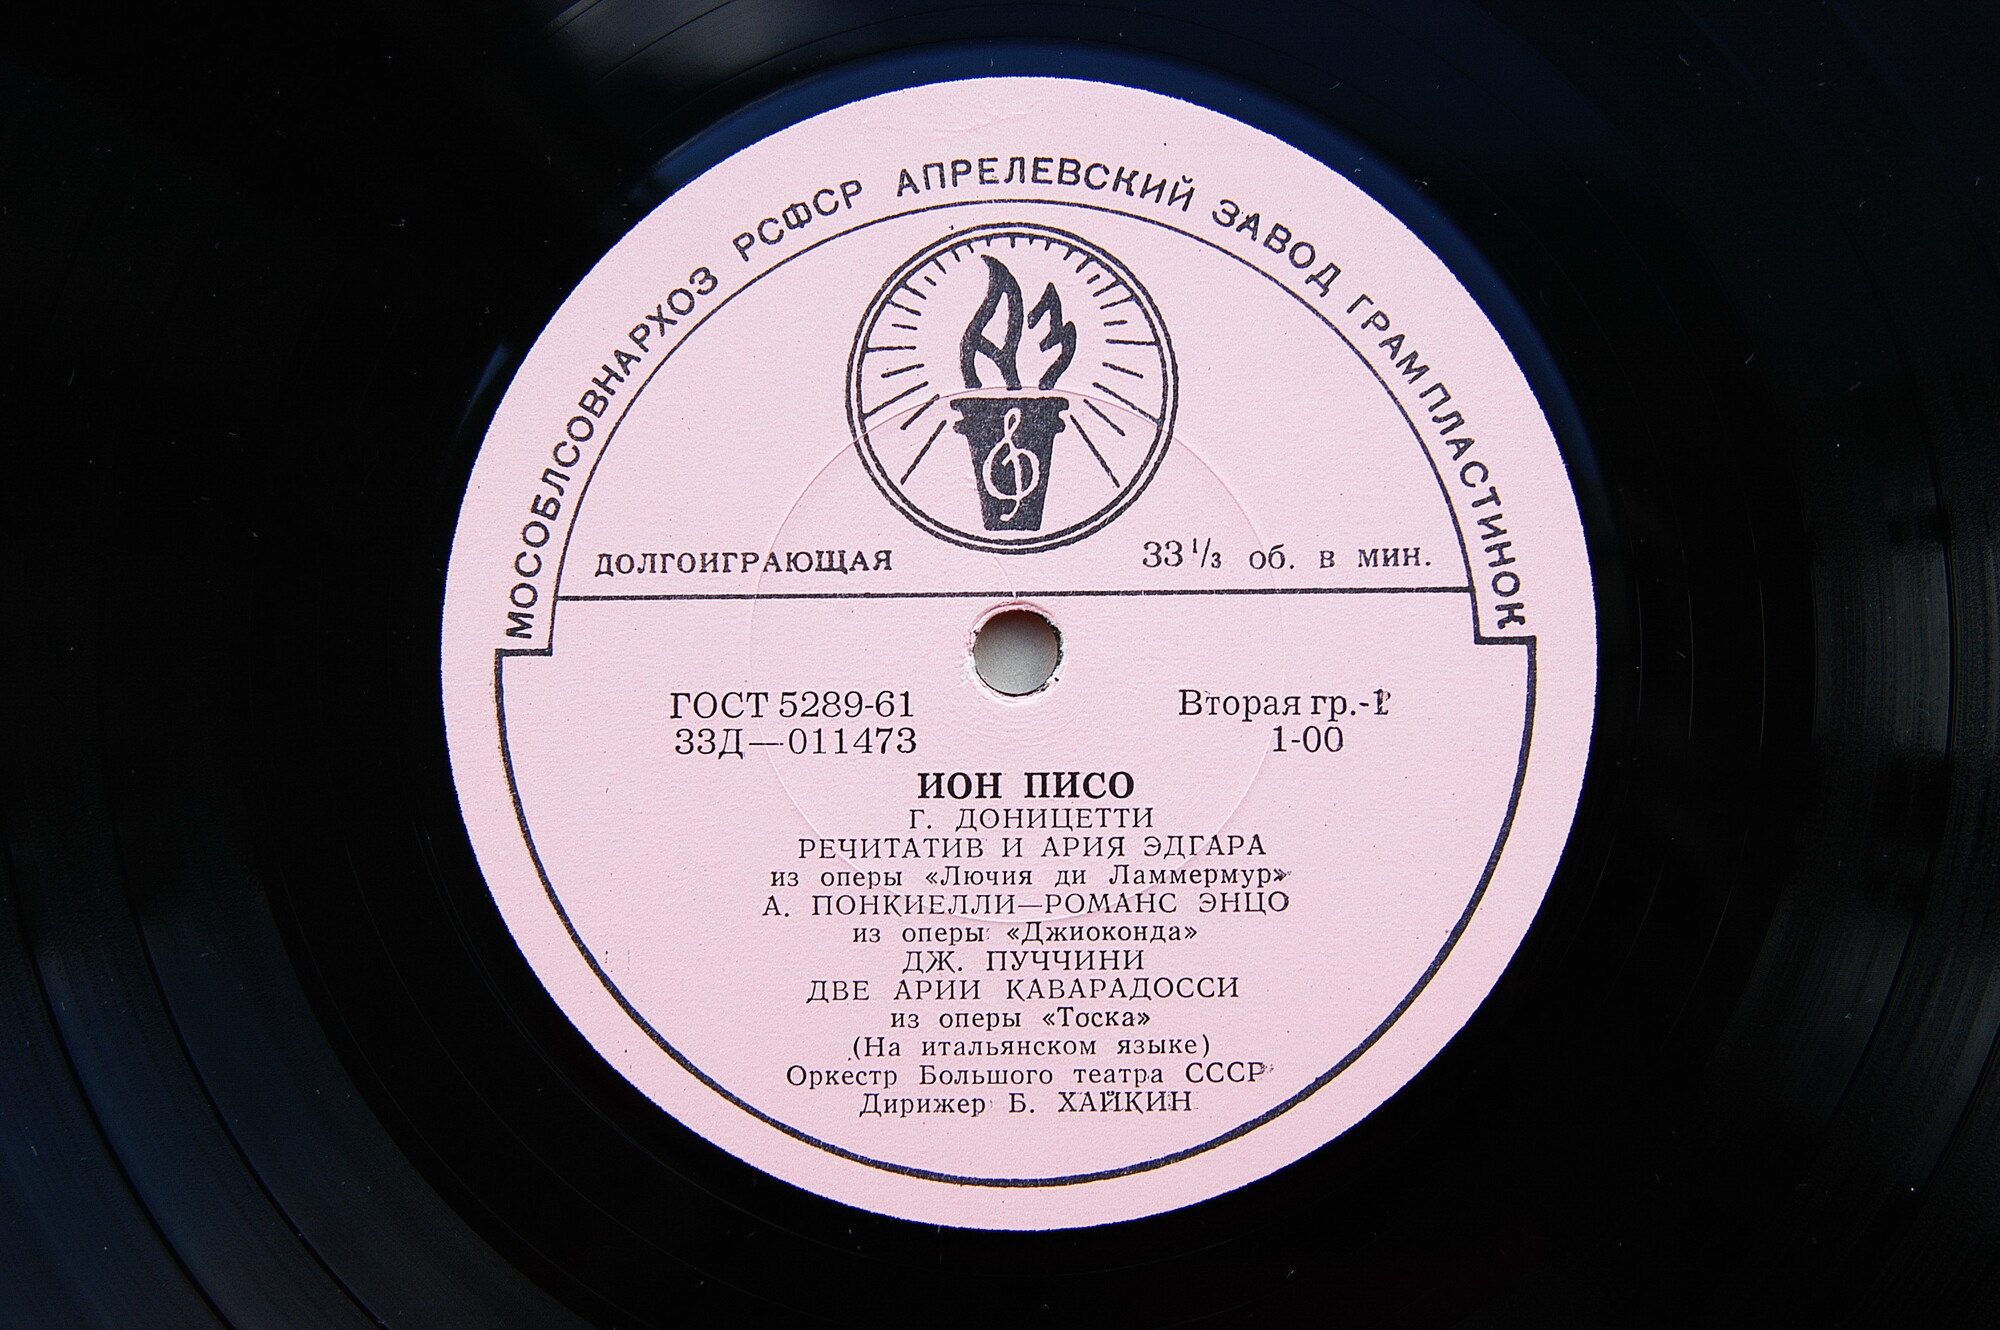 МОСОБЛСОВНАРХОЗ РСФСР АПРЕЛЕВСКИЙ ЗАВОД ГРАМПЛАСТИНОК
АЗ
ДОЛГОИГРАЮЩАЯ 33 1/3 об. в мин.
ГОСТ 5289-61 Вторая гр.-1
33Д—011473 1-00
ИОН ПИСО
Г. ДОНИЦЕТТИ
РЕЧИТАТИВ И АРИЯ ЭДГАРА
из оперы «Лючия ди Ламмермур»
А. ПОНКИЕЛЛИ—РОМАНС ЭНЦО
из оперы «Джиоконда»
ДЖ. ПУЧЧИНИ
ДВЕ АРИИ КАВАРАДОССИ
из оперы «Тоска»
(На итальянском языке)
Оркестр Большого театра СССР
Дирижер Б. ХАЙКИН